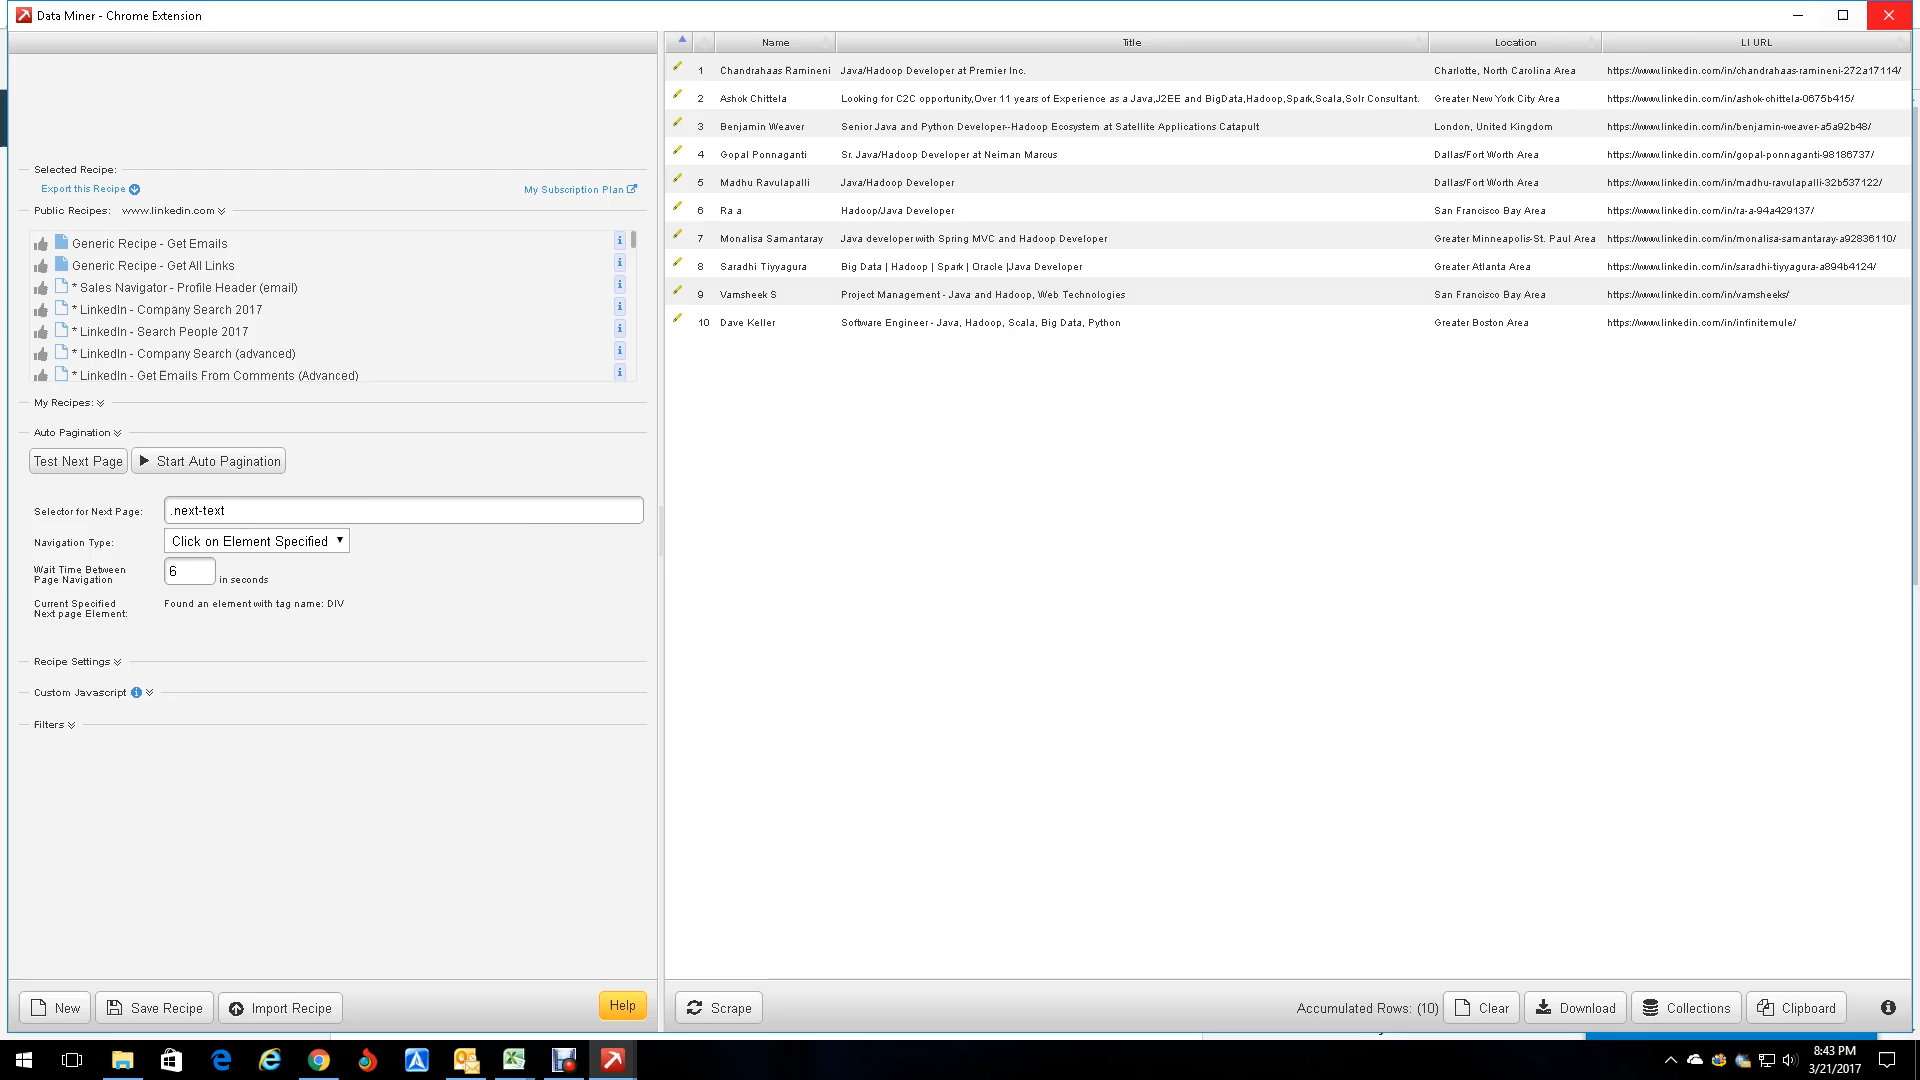 Data Miner - Chrome Extension
Selected Recipe:
Export this Recipe
My Subscription Plan
Public Recipes: www.linkedin.com
Generic Recipe - Get Emails
Generic Recipe - Get All Links
* Sales Navigator - Profile Header (email)
* LinkedIn - Company Search 2017
* LinkedIn - Search People 2017
* LinkedIn - Company Search (advanced)
* LinkedIn - Get Emails From Comments (Advanced)
My Recipes:
Auto Pagination
Test Next Page Start Auto Pagination
Selector for Next Page: .next-text
Navigation Type: Click on Element Specified
Wait Time Between
Page Navigation 6 in seconds
Current Specified
Next page Element: Found an element with tag name: DIV
Recipe Settings
Custom Javascript
Filters
New Save Recipe Import Recipe Help
Name Title Location LI URL
1 Chandrahaas Ramineni Java/Hadoop Developer at Premier Inc. Charlotte, North Carolina Area https://www.linkedin.com/in/chandrahaas-ramineni-272a17114/
2 Ashok Chittela Looking for C2C opportunity,Over 11 years of Experience as a Java,J2EE and BigData,Hadoop,Spark,Scala,Solr Consultant. Greater New York City Area https://www.linkedin.com/in/ashok-chittela-0675b415/
3 Benjamin Weaver Senior Java and Python Developer--Hadoop Ecosystem at Satellite Applications Catapult London, United Kingdom https://www.linkedin.com/in/benjamin-weaver-a5a92b48/
4 Gopal Ponnaganti Sr. Java/Hadoop Developer at Neiman Marcus Dallas/Fort Worth Area https://www.linkedin.com/in/gopal-ponnaganti-98186737/
5 Madhu Ravulapalli Java/Hadoop Developer Dallas/Fort Worth Area https://www.linkedin.com/in/madhu-ravulapalli-32b537122/
6 Ra a Hadoop/Java Developer San Francisco Bay Area https://www.linkedin.com/in/ra-a-94a429137/
7 Monalisa Samantaray Java developer with Spring MVC and Hadoop Developer Greater Minneapolis-St. Paul Area https://www.linkedin.com/in/monalisa-samantaray-a92836110/
8 Saradhi Tiyyagura Big Data | Hadoop | Spark | Oracle |Java Developer Greater Atlanta Area https://www.linkedin.com/in/saradhi-tiyyagura-a894b4124/
9 Vamsheek S Project Management - Java and Hadoop, Web Technologies San Francisco Bay Area https://www.linkedin.com/in/vamsheeks/
10 Dave Keller Software Engineer - Java, Hadoop, Scala, Big Data, Python Greater Boston Area https://www.linkedin.com/in/infinitemule/
Scrape Accumulated Rows: (10) Clear Download Collections Clipboard
8:43 PM
3/21/2017